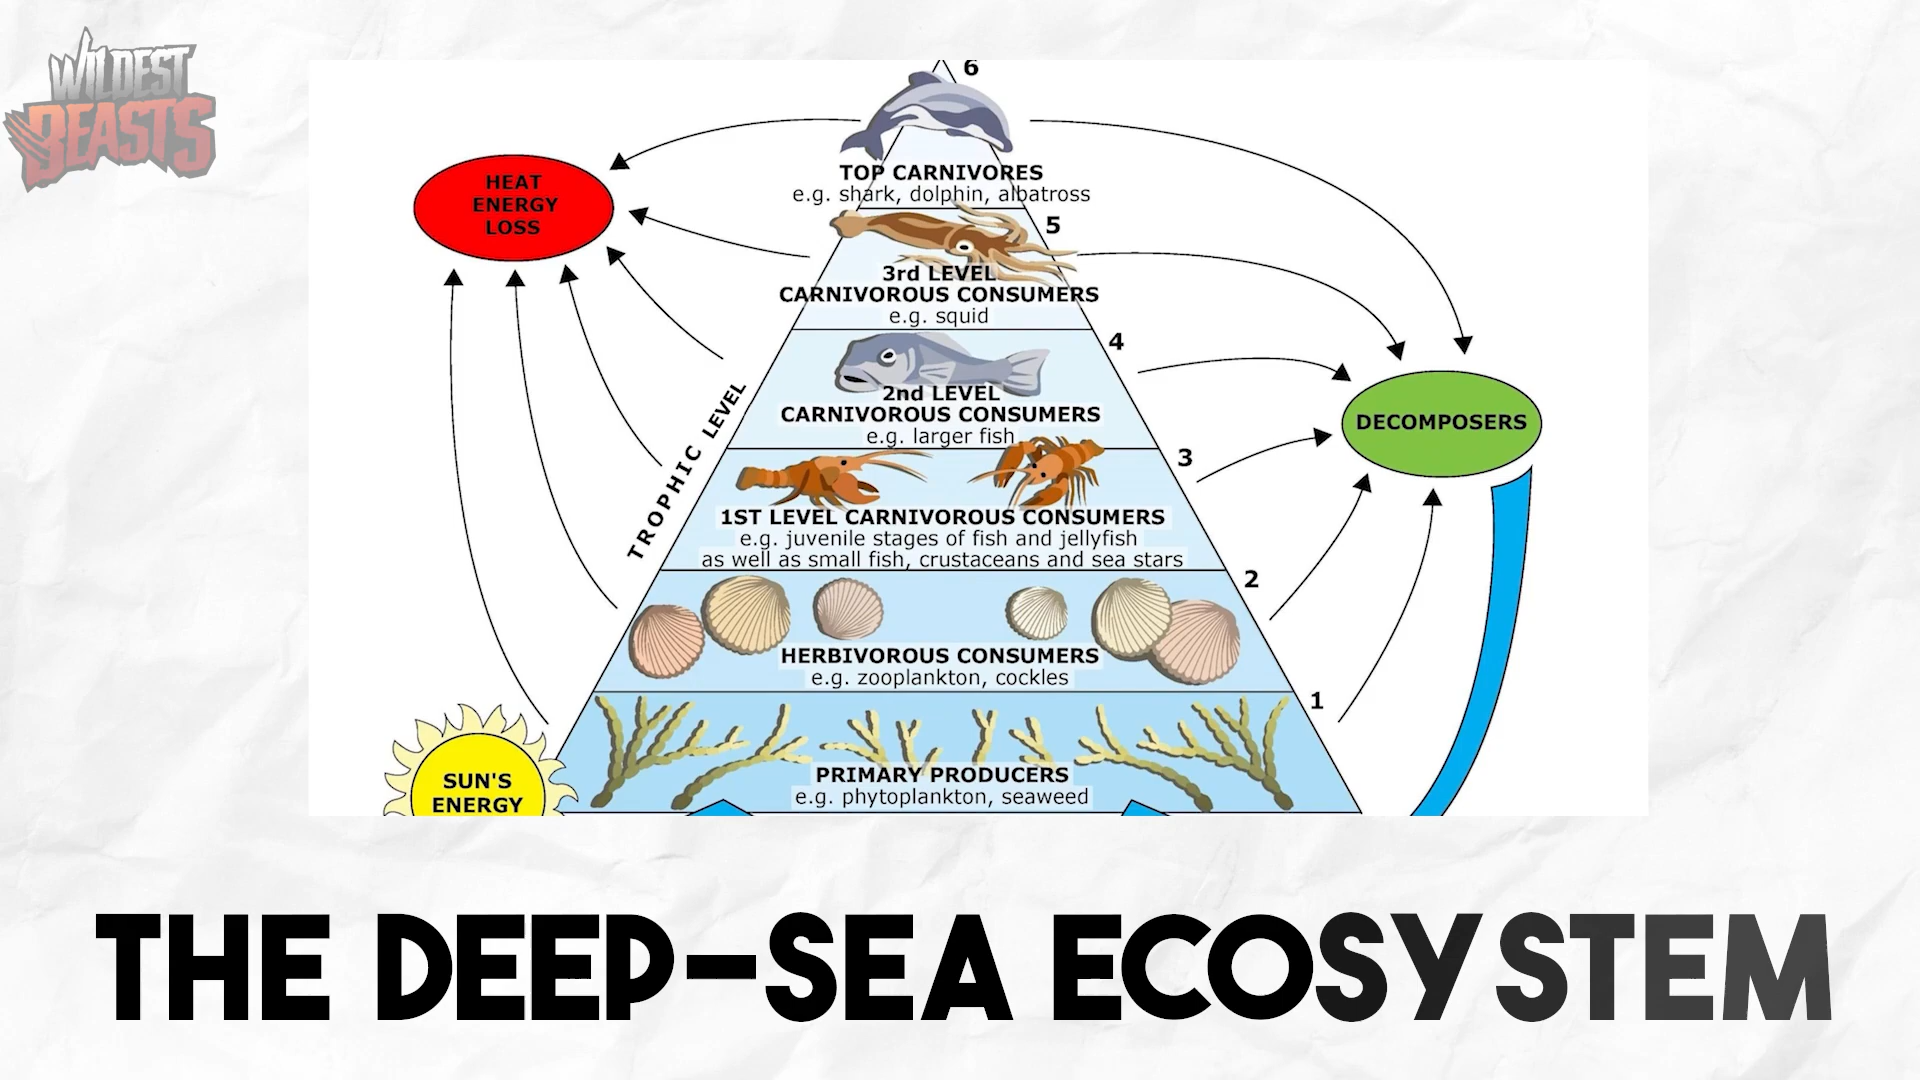 WILDEST
BEASTS
6
TOP CARNIVORES
e.g. shark, dolphin, albatross
HEAT
ENERGY
LOSS
5
3rd LEVEL
CARNIVOROUS CONSUMERS
e.g. squid
4
2nd LEVEL
CARNIVOROUS CONSUMERS
e.g. larger fish
DECOMPOSERS
TROPHIC LEVEL
3
1ST LEVEL CARNIVOROUS CONSUMERS
e.g. juvenile stages of fish and jellyfish
as well as small fish, crustaceans and sea stars
2
HERBIVOROUS CONSUMERS
e.g. zooplankton, cockles
1
PRIMARY PRODUCERS
e.g. phytoplankton, seaweed
SUN'S
ENERGY
THE DEEP-SEA ECOSYSTEM